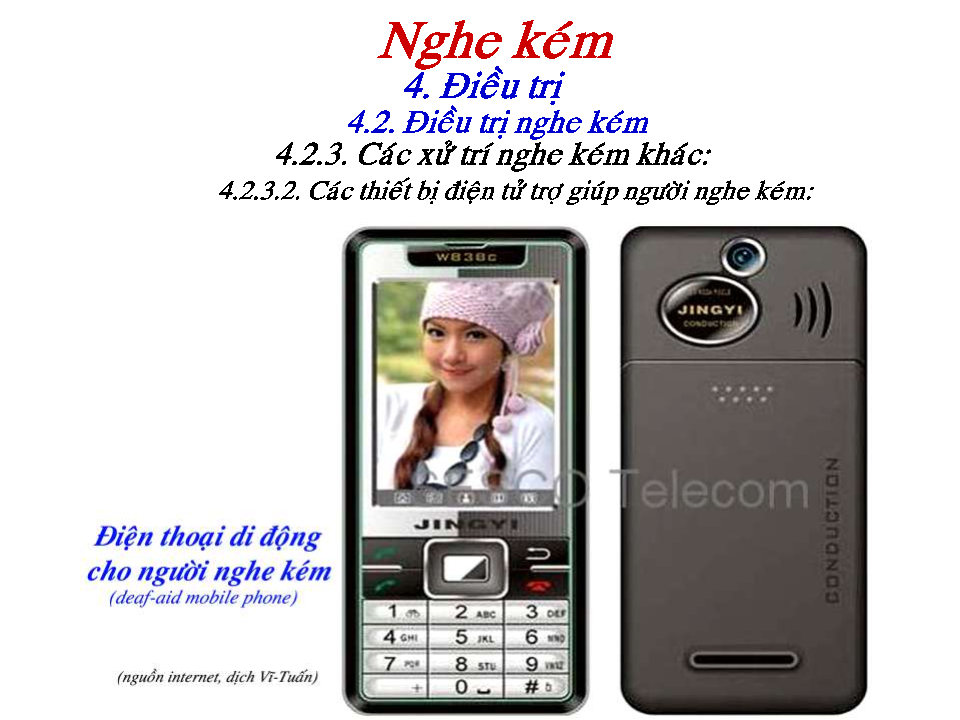 Nghe kém
4. Điều trị
4.2. Điều trị nghe kém
4.2.3. Các xử trí nghe kém khác:
4.2.3.2. Các thiết bị điện tử trợ giúp người nghe kém:
W838c
JINGYI
CONDUCTION
Telecom
CONDUCTION
JINGYI
Điện thoại di động
cho người nghe kém
(deaf-aid mobile phone)
(nguồn internet, dịch Vĩ-Tuấn)
1
2 ABC
3 DEF
4 GHI
5 JKL
6 MNO
7 PQR
8 STU
9
+
0
#